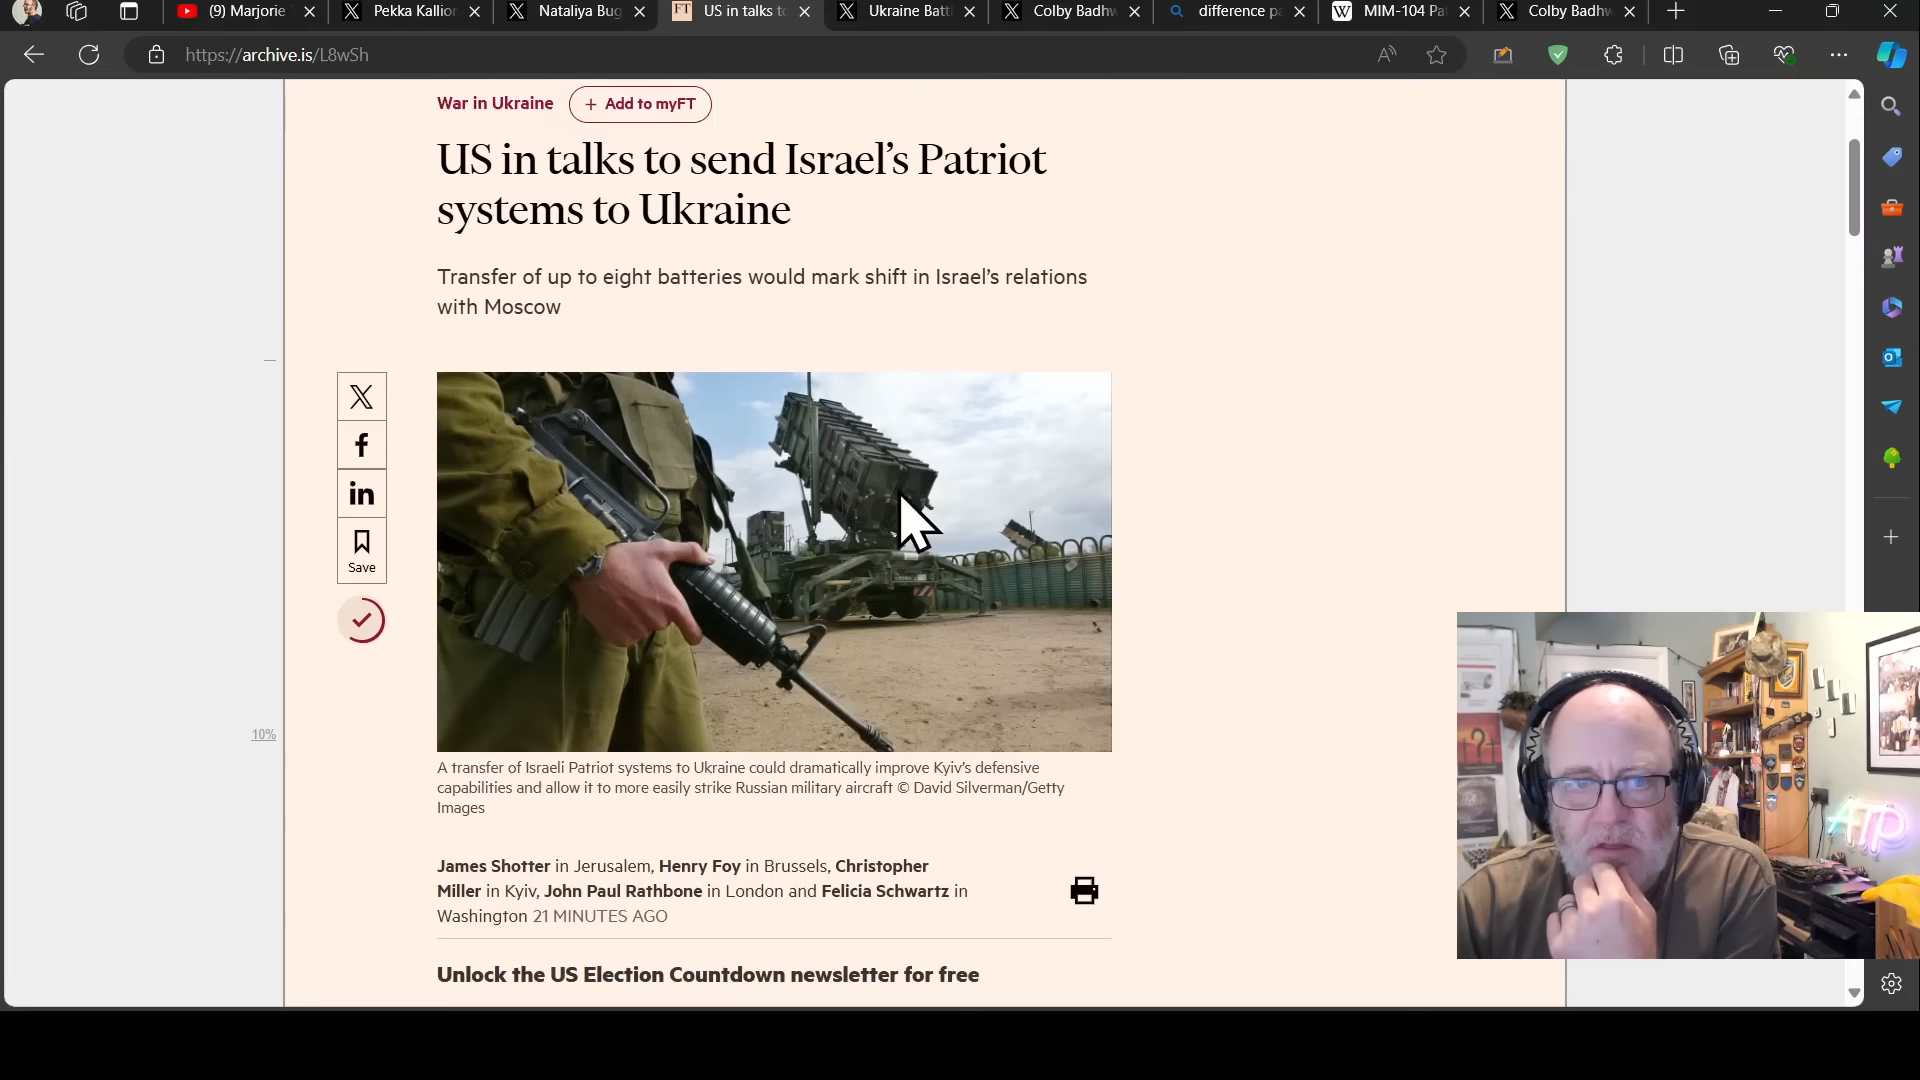 (9) Marjorie
Pekka Kallior
Nataliya Bug
US in talks to
Ukraine Batt
Colby Badhw
difference pa
MIM-104 Pat
Colby Badhw
https://archive.is/L8wSh
War in Ukraine
+ Add to myFT
US in talks to send Israel’s Patriot
systems to Ukraine
Transfer of up to eight batteries would mark shift in Israel’s relations
with Moscow
Save
10%
A transfer of Israeli Patriot systems to Ukraine could dramatically improve Kyiv’s defensive
capabilities and allow it to more easily strike Russian military aircraft © David Silverman/Getty
Images
James Shotter in Jerusalem, Henry Foy in Brussels, Christopher
Miller in Kyiv, John Paul Rathbone in London and Felicia Schwartz in
Washington 21 MINUTES AGO
Unlock the US Election Countdown newsletter for free
ATP